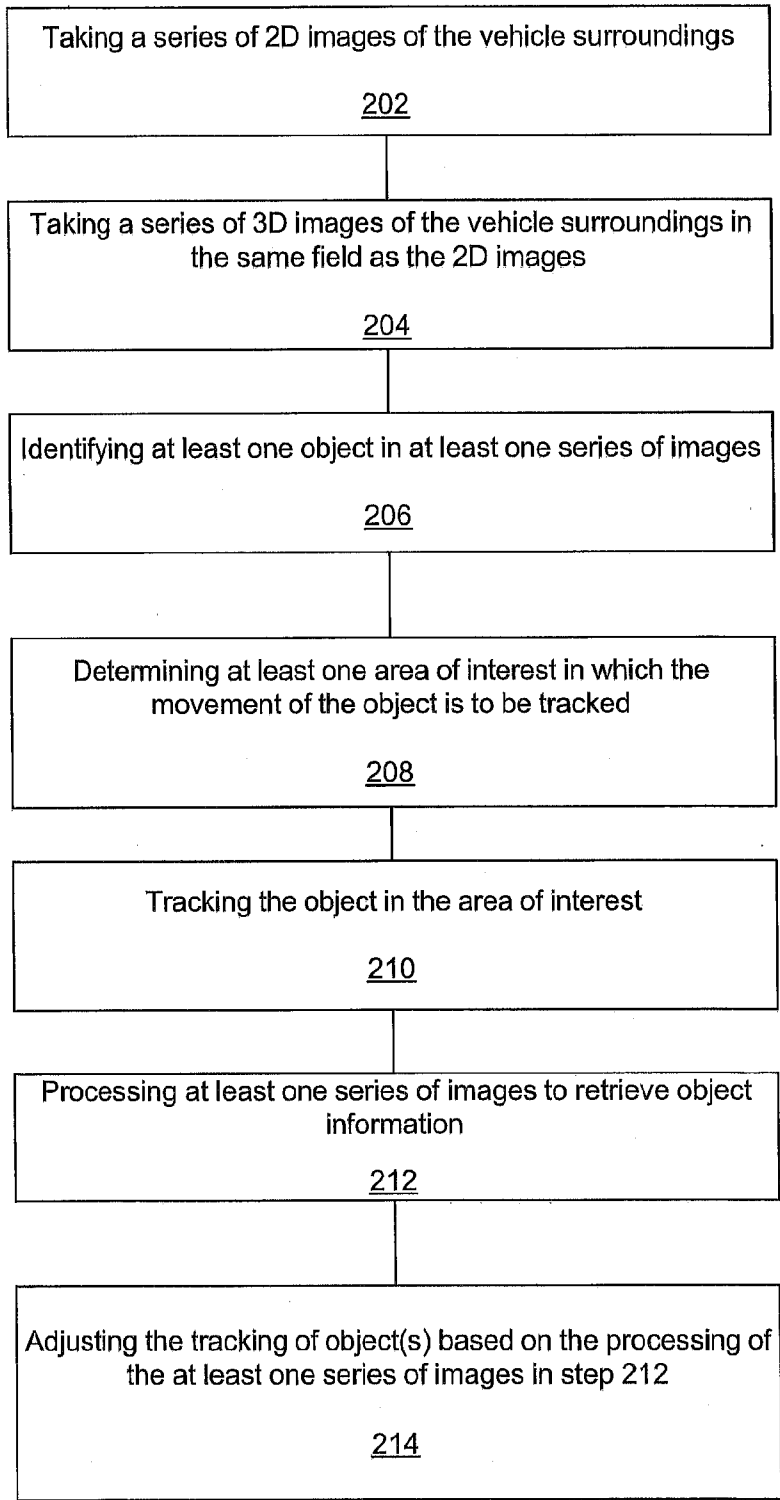 Taking a series of 2D images of the vehicle surroundings
202
Taking a series of 3D images of the vehicle surroundings in
the same field as the 2D images
204
Identifying at least one object in at least one series of images
206
Determining at least one area of interest in which the
movement of the object is to be tracked
208
Tracking the object in the area of interest
210
Processing at least one series of images to retrieve object
information
212
Adjusting the tracking of object(s) based on the processing of
the at least one series of images in step 212
214